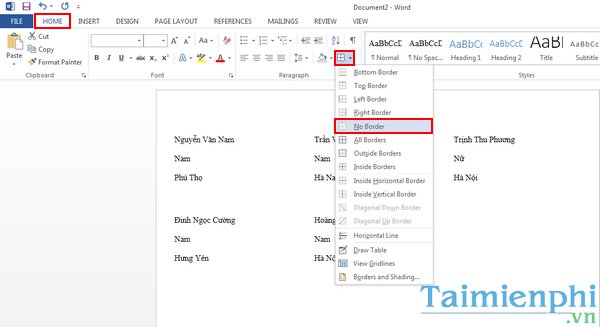 Document2 - Word
FILE HOME INSERT DESIGN PAGE LAYOUT REFERENCES MAILINGS REVIEW VIEW
Paste
Cut
Copy
Format Painter
Clipboard Font Paragraph Styles
AaBbCcDc AaBbCcDc AaBbCc AaBbCcC AaBl AaBbCcD
¶ Normal ¶ No Spac... Heading 1 Heading 2 Title Subtitle
Bottom Border
Top Border
Left Border
Right Border
No Border
All Borders
Outside Borders
Inside Borders
Inside Horizontal Border
Inside Vertical Border
Diagonal Down Border
Diagonal Up Border
Horizontal Line
Draw Table
View Gridlines
Borders and Shading...
Nguyễn Văn Nam Trần V Trịnh Thu Phương
Nam Nam Nữ
Phú Thọ Hà Na Hà Nội
Đinh Ngọc Cường Hoàng
Nam Nam
Hưng Yên Hà Nộ
Taimienphi
.vn